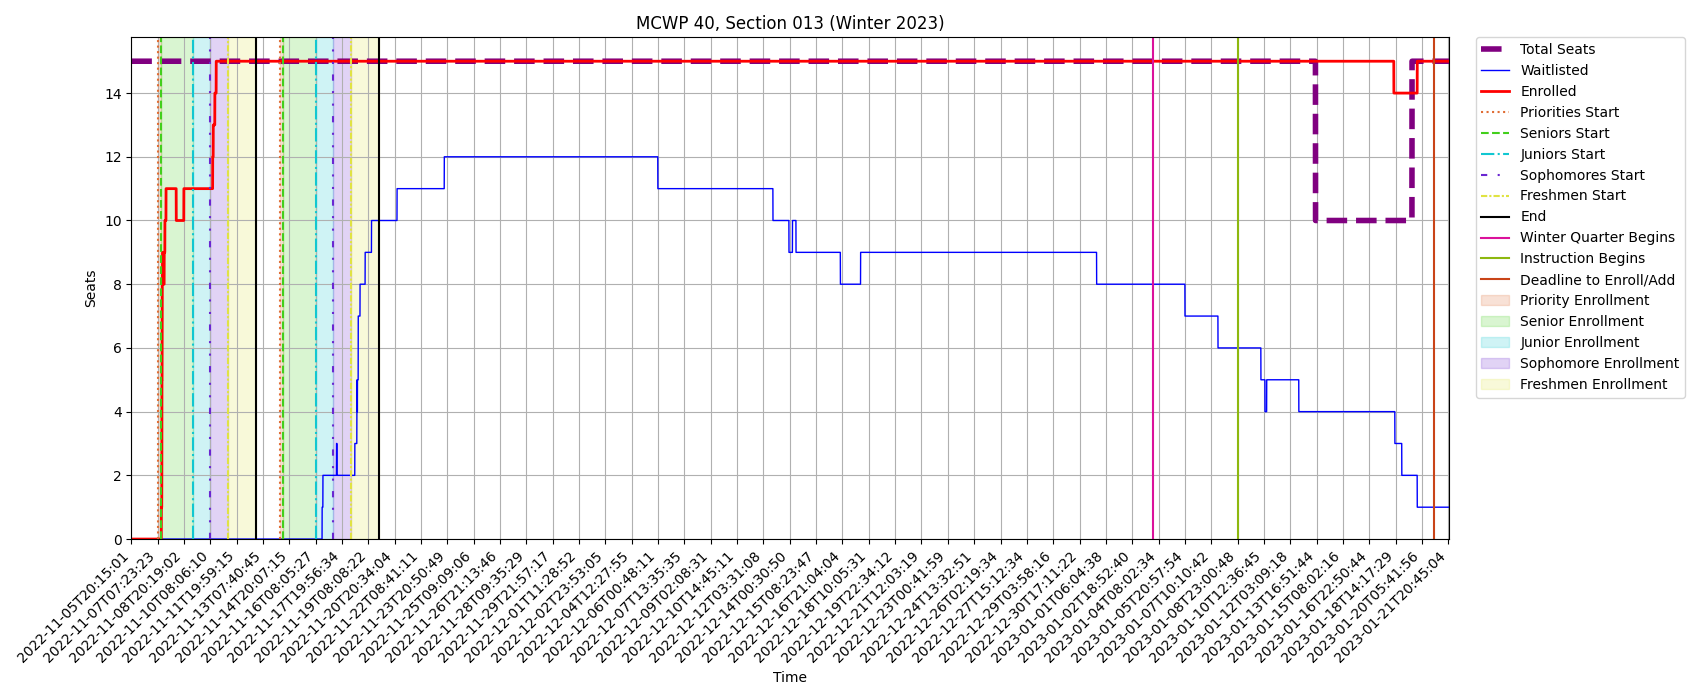 MCWP 40, Section 013 (Winter 2023)
Seats
14
12
10
8
6
4
2
0
2022-11-05T20:15:01
2022-11-07T07:23:23
2022-11-08T20:19:02
2022-11-10T08:06:10
2022-11-11T19:59:15
2022-11-13T07:40:45
2022-11-14T20:07:15
2022-11-16T08:05:27
2022-11-17T19:56:34
2022-11-19T08:08:22
2022-11-20T20:34:04
2022-11-22T08:41:11
2022-11-23T20:50:49
2022-11-25T09:09:06
2022-11-26T21:13:46
2022-11-28T09:35:29
2022-11-29T21:57:17
2022-12-01T11:28:52
2022-12-02T23:53:05
2022-12-04T12:27:55
2022-12-06T00:48:11
2022-12-07T13:35:35
2022-12-09T02:08:31
2022-12-10T14:45:11
2022-12-12T03:31:08
2022-12-14T00:30:50
2022-12-15T08:23:47
2022-12-16T21:04:04
2022-12-18T10:05:31
2022-12-19T22:34:12
2022-12-21T12:03:19
2022-12-23T00:41:59
2022-12-24T13:32:51
2022-12-26T02:19:34
2022-12-27T15:12:34
2022-12-29T03:58:16
2022-12-30T17:11:22
2023-01-01T06:04:38
2023-01-02T18:52:40
2023-01-04T08:02:34
2023-01-05T20:57:54
2023-01-07T10:10:42
2023-01-08T23:00:48
2023-01-10T12:36:45
2023-01-12T03:09:18
2023-01-13T16:51:44
2023-01-15T08:02:16
2023-01-16T22:50:44
2023-01-18T14:17:29
2023-01-20T05:41:56
2023-01-21T20:45:04
Time
Total Seats
Waitlisted
Enrolled
Priorities Start
Seniors Start
Juniors Start
Sophomores Start
Freshmen Start
End
Winter Quarter Begins
Instruction Begins
Deadline to Enroll/Add
Priority Enrollment
Senior Enrollment
Junior Enrollment
Sophomore Enrollment
Freshmen Enrollment